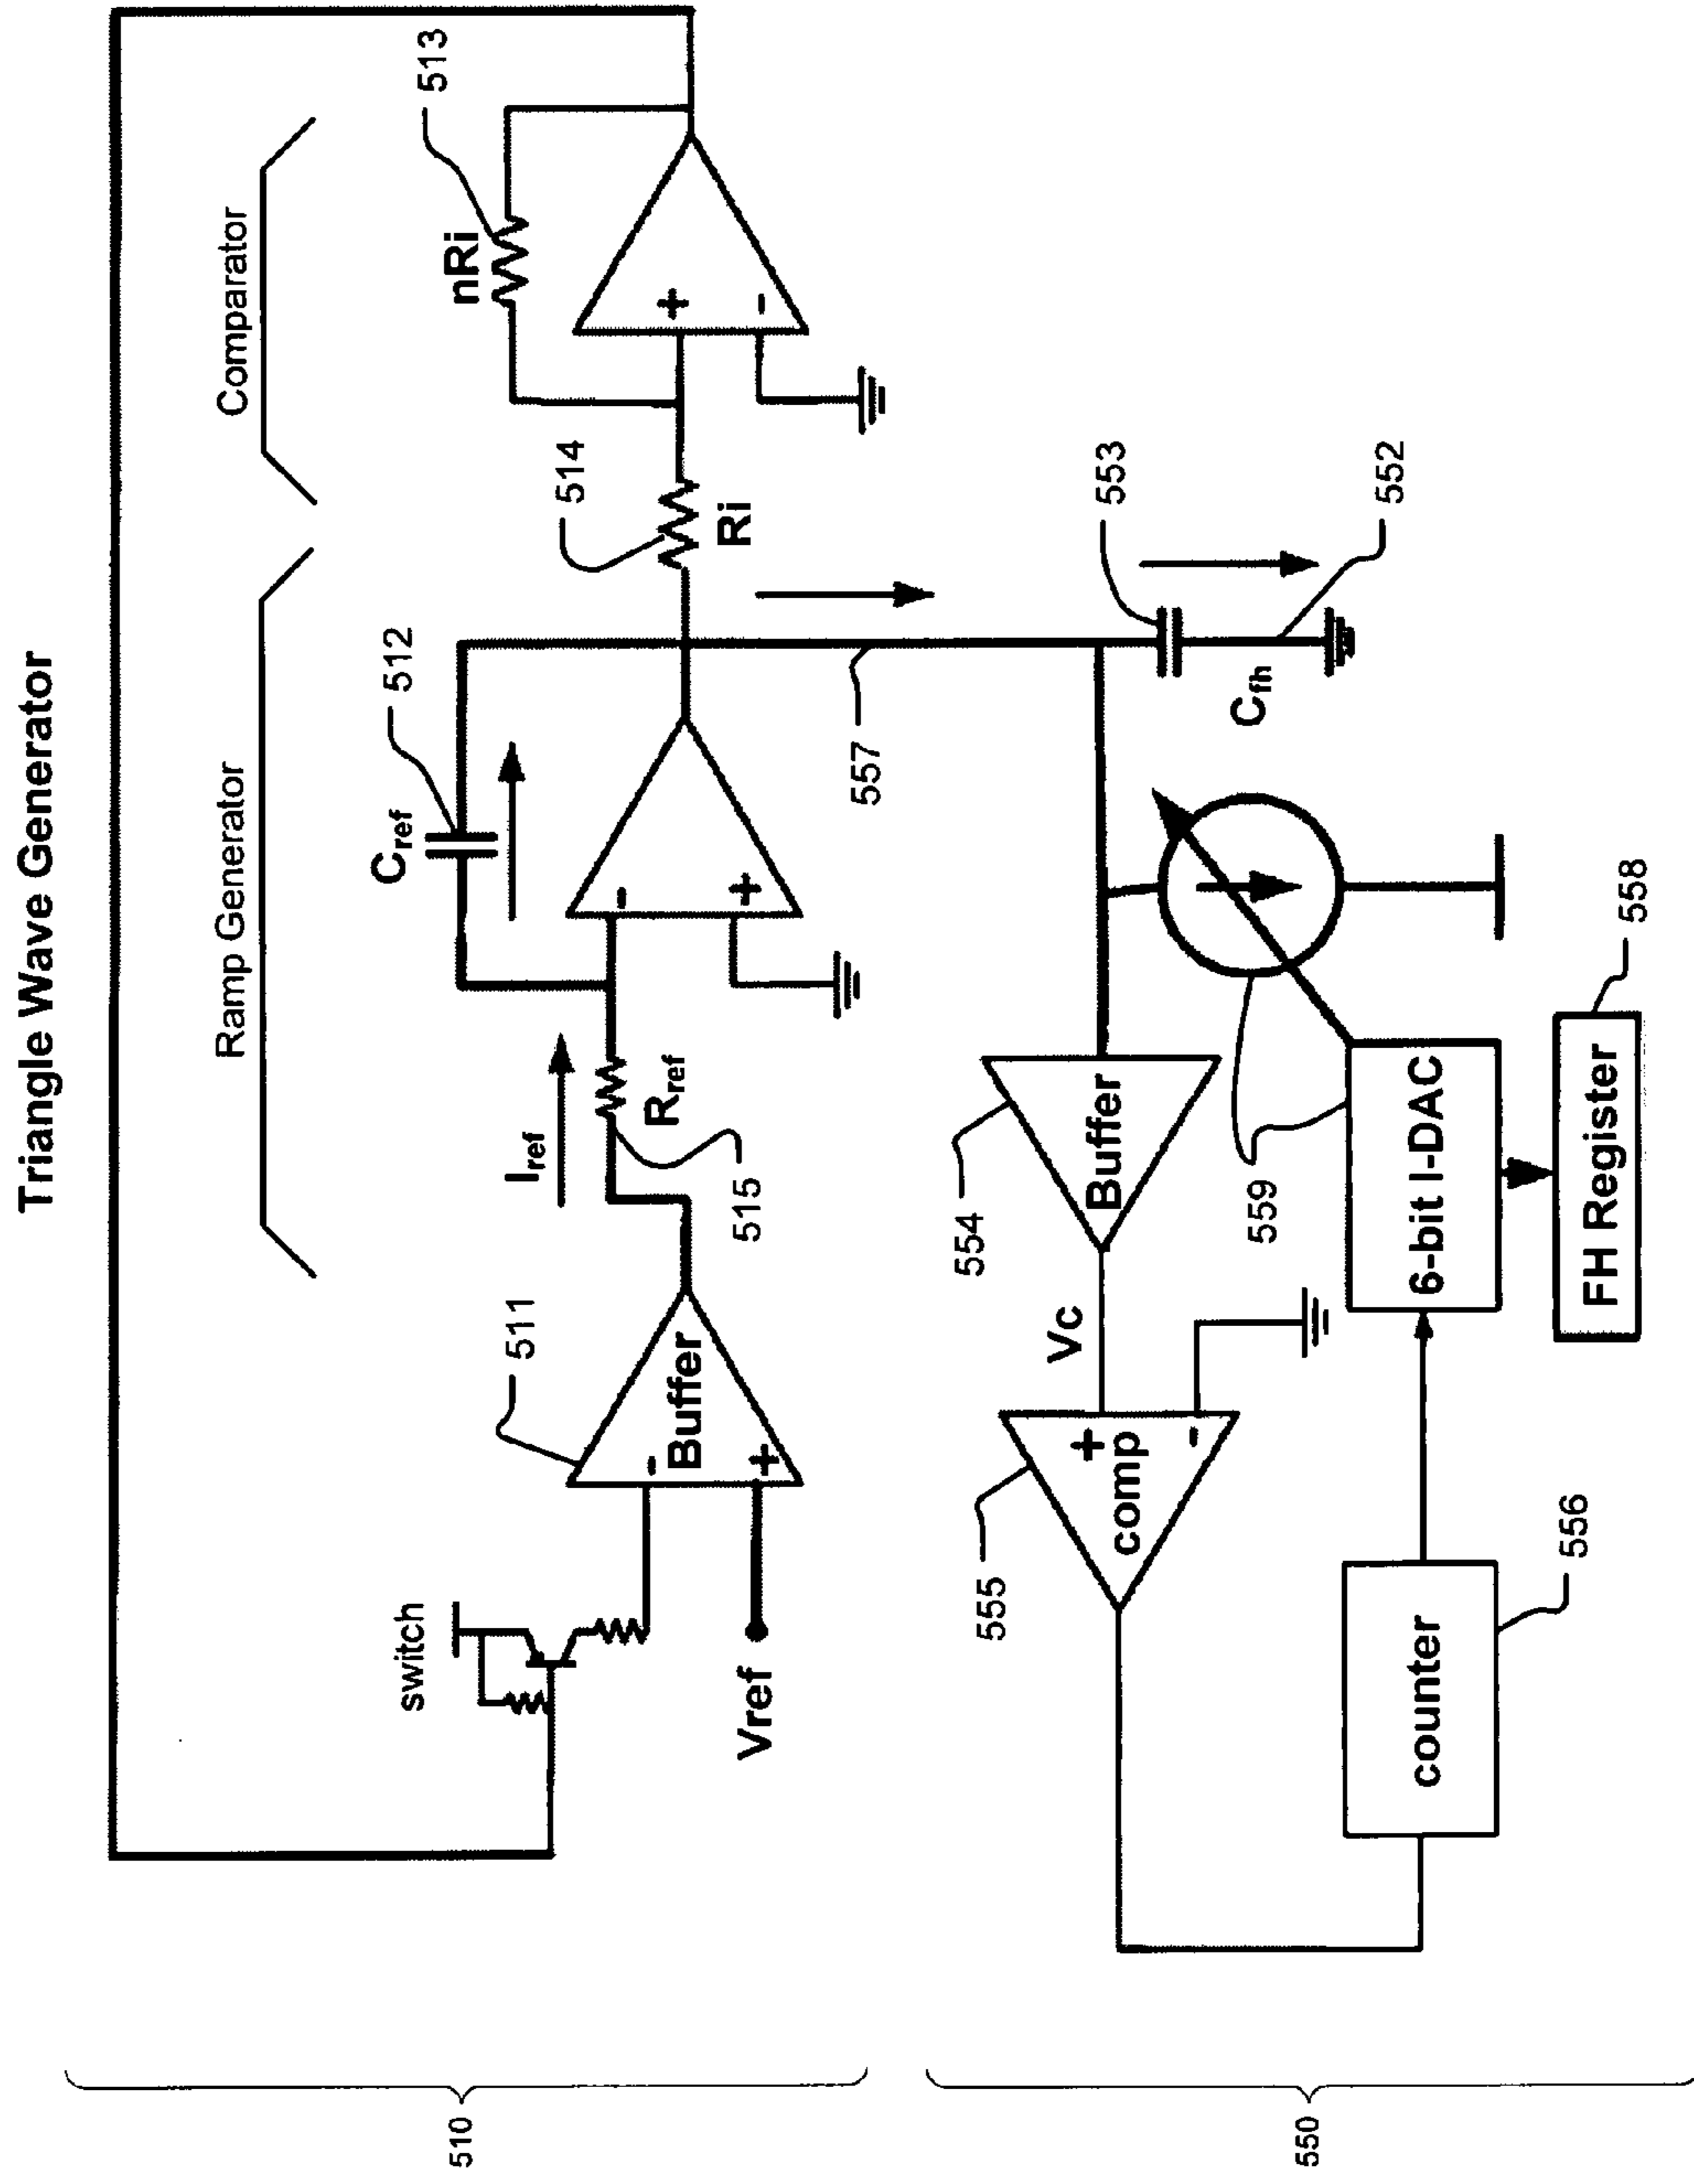 Triangle Wave Generator
Ramp Generator
Comparator
switch
Vref
-
+
Buffer
511
Iref
Rref
515
Cref
512
-
+
514
Ri
nRi
513
+
-
510
557
553
552
Cfh
554
Buffer
Vc
+
-
comp
555
559
6-bit I-DAC
counter
556
FH Register
558
550